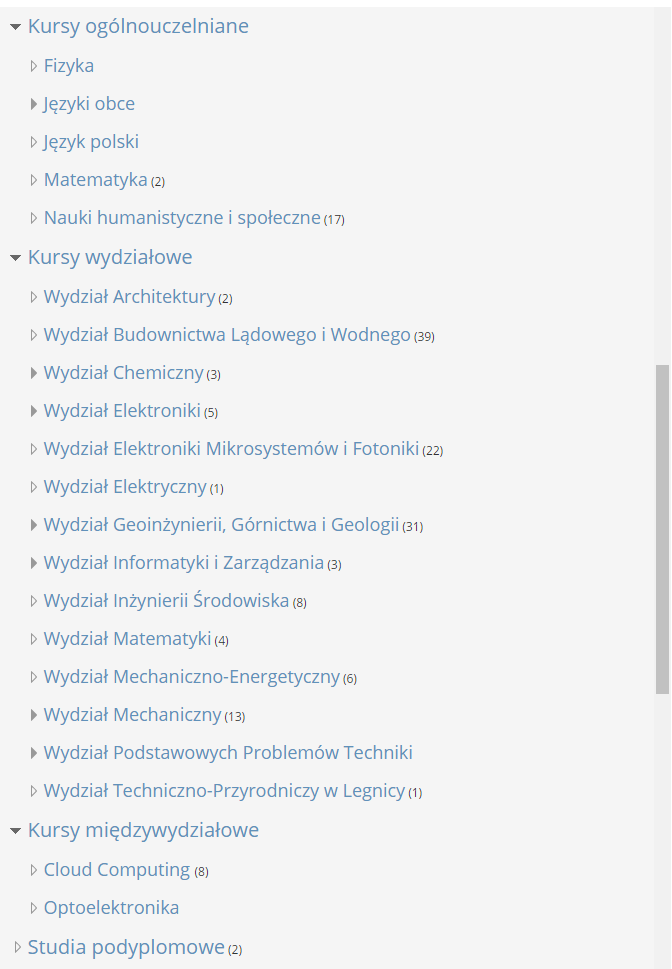 Kursy ogólnouczelniane
Fizyka
Języki obce
Język polski
Matematyka (2)
Nauki humanistyczne i społeczne (17)
Kursy wydziałowe
Wydział Architektury (2)
Wydział Budownictwa Lądowego i Wodnego (39)
Wydział Chemiczny (3)
Wydział Elektroniki (5)
Wydział Elektroniki Mikrosystemów i Fotoniki (22)
Wydział Elektryczny (1)
Wydział Geoinżynierii, Górnictwa i Geologii (31)
Wydział Informatyki i Zarządzania (3)
Wydział Inżynierii Środowiska (8)
Wydział Matematyki (4)
Wydział Mechaniczno-Energetyczny (6)
Wydział Mechaniczny (13)
Wydział Podstawowych Problemów Techniki
Wydział Techniczno-Przyrodniczy w Legnicy (1)
Kursy międzywydziałowe
Cloud Computing (8)
Optoelektronika
Studia podyplomowe (2)